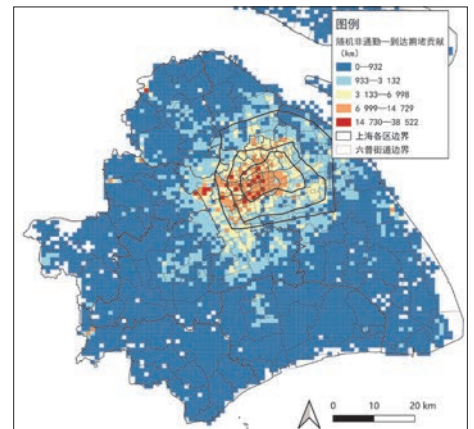 图例
随机非通勤—到达拥堵贡献
(km)
0—932
933—3 132
3 133—6 998
6 999—14 729
14 730—38 522
上海各区边界
六普街道边界
0 10 20 km